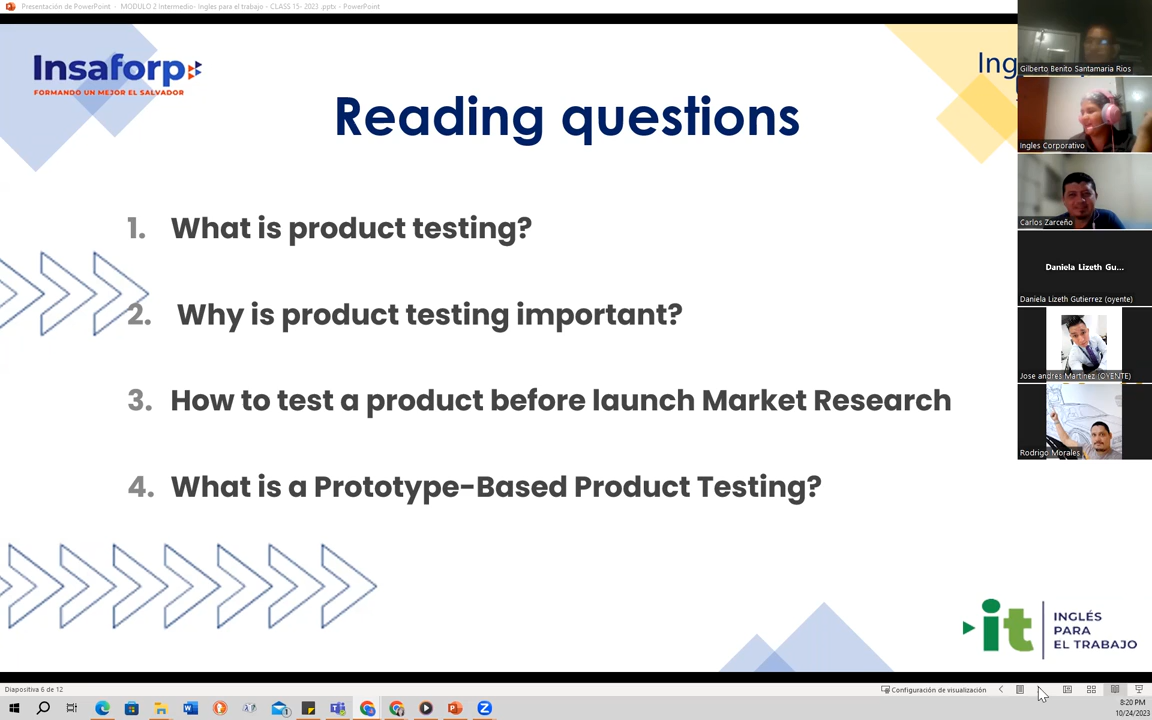 Presentación de PowerPoint - MODULO 2 Intermedio- Ingles para el trabajo - CLASS 15- 2023 .pptx - PowerPoint
Insaforp
FORMANDO UN MEJOR EL SALVADOR
Ing
Reading questions
1. What is product testing?
2. Why is product testing important?
3. How to test a product before launch Market Research
4. What is a Prototype-Based Product Testing?
Gilberto Benito Santamaria Rios
Ingles Corporativo
Carlos Zarceño
Daniela Lizeth Gu...
Daniela Lizeth Gutierrez (oyente)
Jose andres Martinez (OYENTE)
Rodrigo Morales
it
INGLÉS
PARA
EL TRABAJO
Diapositiva 6 de 12
Configuración de visualización
8:20 PM
10/24/2023